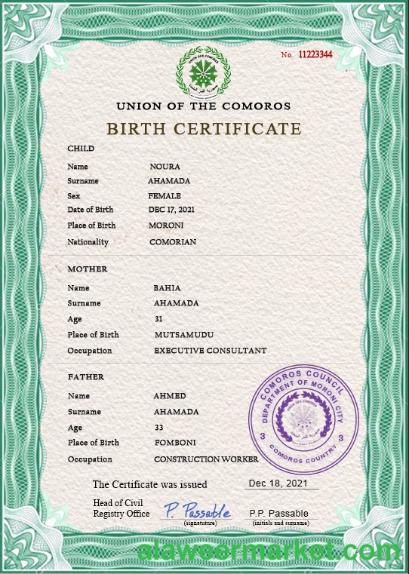 No. 11223344
UNION OF THE COMOROS
BIRTH CERTIFICATE
CHILD
Name NOURA
Surname AHAMADA
Sex FEMALE
Date of Birth DEC 17, 2021
Place of Birth MORONI
Nationality COMORIAN
MOTHER
Name BAHIA
Surname AHAMADA
Age 31
Place of Birth MUTSAMUDU
Occupation EXECUTIVE CONSULTANT
FATHER
Name AHMED
Surname AHAMADA
Age 33
Place of Birth FOMBONI
Occupation CONSTRUCTION WORKER
COMOROS COUNCIL
DEPARTMENT OF MORONI CITY
3 3
COMOROS COUNTRY
The Certificate was issued Dec 18, 2021
Head of Civil
Registry Office P. Passable P.P. Passable
(signature) (initials and surname)
alaweermarket.com